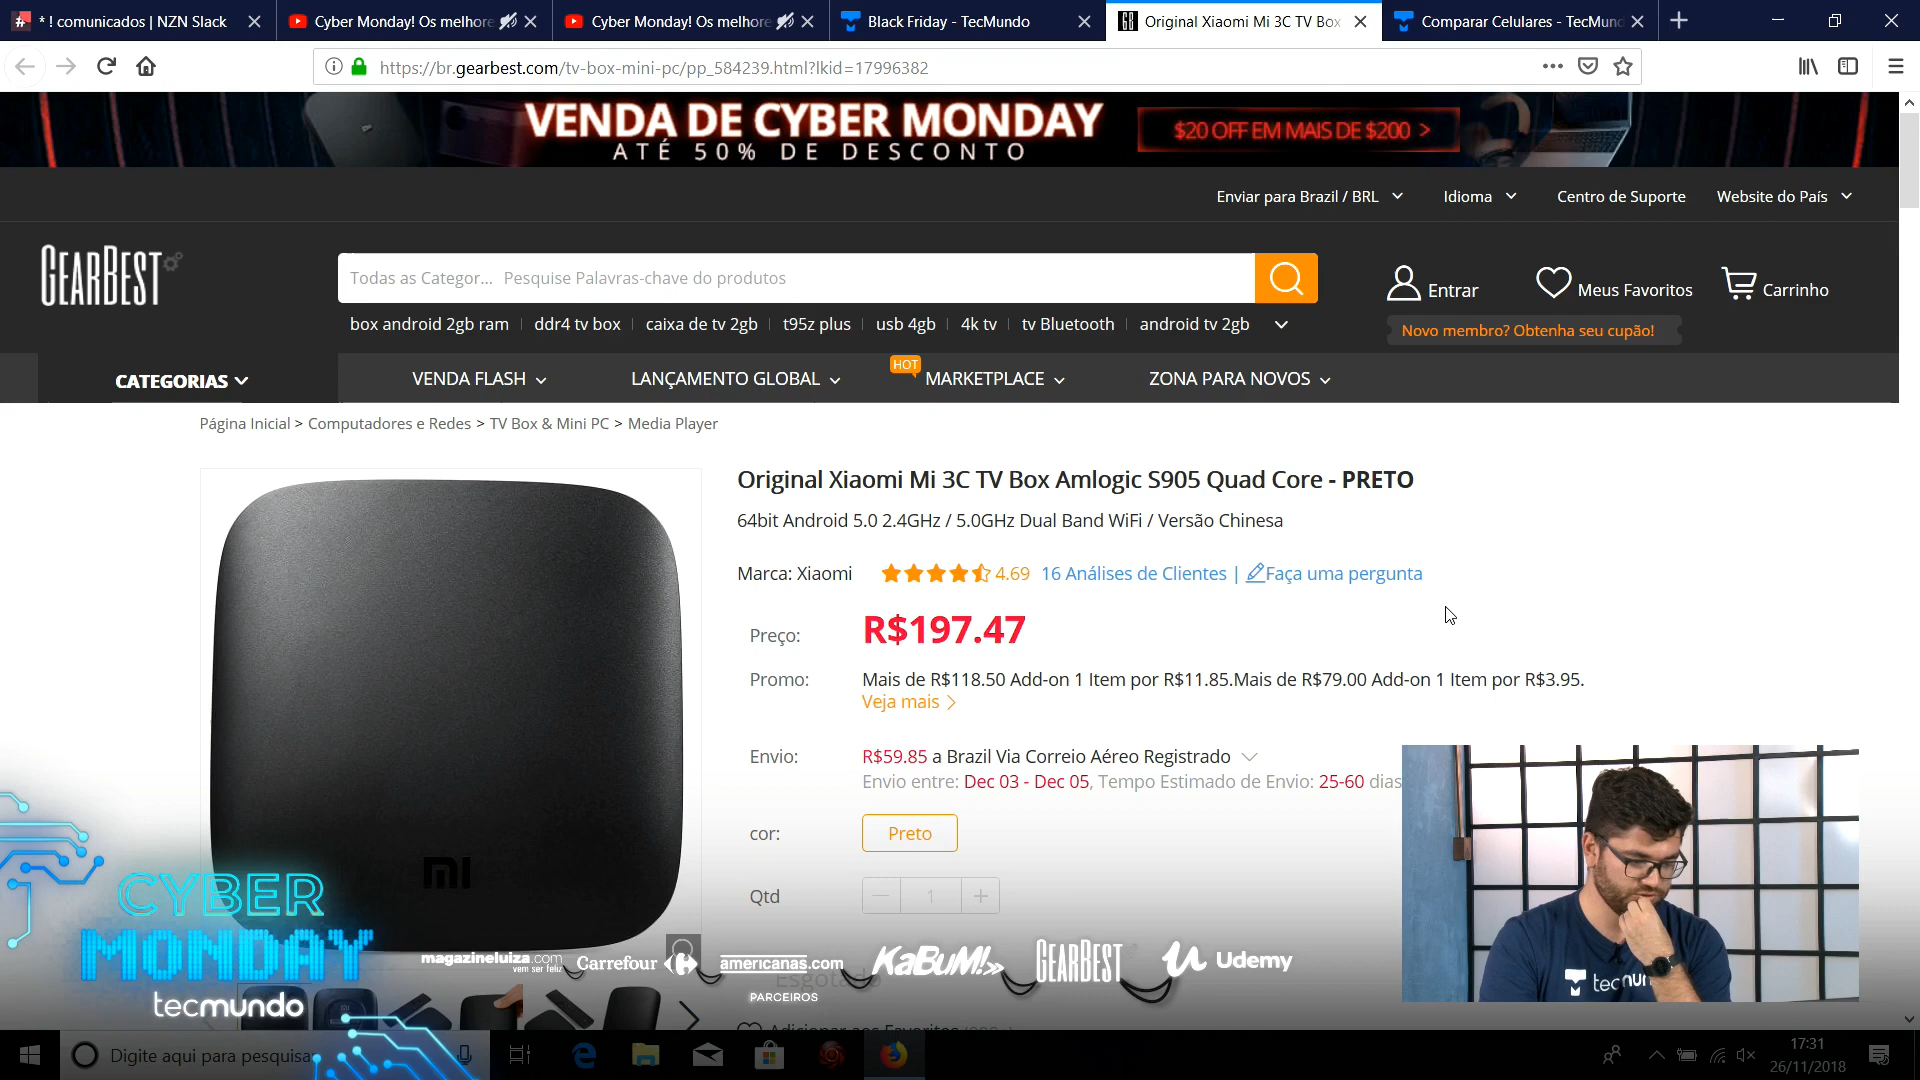 * ! comunicados | NZN Slack
Cyber Monday! Os melhore
Cyber Monday! Os melhore
Black Friday - TecMundo
Original Xiaomi Mi 3C TV Box
Comparar Celulares - TecMund
https://br.gearbest.com/tv-box-mini-pc/pp_584239.html?lkid=17996382
VENDA DE CYBER MONDAY
ATÉ 50% DE DESCONTO
$20 OFF EM MAIS DE $200 >
Enviar para Brazil / BRL
Idioma
Centro de Suporte
Website do País
GEARBEST
Todas as Categor... Pesquise Palavras-chave do produtos
Entrar
Meus Favoritos
Carrinho
box android 2gb ram
ddr4 tv box
caixa de tv 2gb
t95z plus
usb 4gb
4k tv
tv Bluetooth
android tv 2gb
Novo membro? Obtenha seu cupão!
CATEGORIAS
VENDA FLASH
LANÇAMENTO GLOBAL
HOT
MARKETPLACE
ZONA PARA NOVOS
Página Inicial > Computadores e Redes > TV Box & Mini PC > Media Player
Original Xiaomi Mi 3C TV Box Amlogic S905 Quad Core - PRETO
64bit Android 5.0 2.4GHz / 5.0GHz Dual Band WiFi / Versão Chinesa
Marca: Xiaomi
4.69
16 Análises de Clientes |
Faça uma pergunta
Preço:
R$197.47
Promo:
Mais de R$118.50 Add-on 1 Item por R$11.85.Mais de R$79.00 Add-on 1 Item por R$3.95.
Veja mais >
Envio:
R$59.85 a Brazil Via Correio Aéreo Registrado
Envio entre: Dec 03 - Dec 05, Tempo Estimado de Envio: 25-60 dias
cor:
Preto
Qtd
1
mi
CYBER
MONDAY
tecmundo
magazineluiza.com
vem ser feliz
Carrefour
americanas.com
KaBuM!
GEARBEST
Udemy
Esgotado
PARCEIROS
Adicionar aos Favoritos
Digite aqui para pesquisa
17:31
26/11/2018